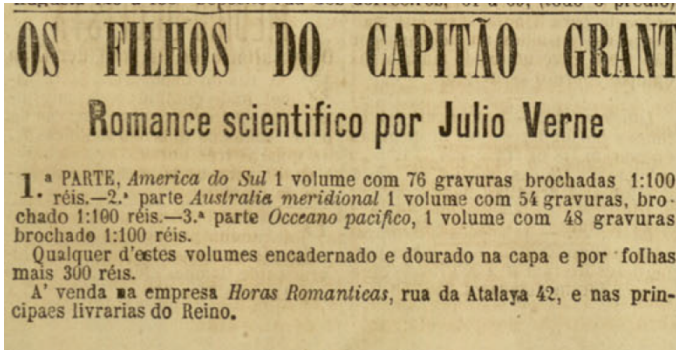 OS FILHOS DO CAPITÃO GRANT
Romance scientifico por Julio Verne
1.ª PARTE, America do Sul 1 volume com 76 gravuras brochadas 1:100
réis.—2.ª parte Australia meridional 1 volume com 54 gravuras, bro-
chado 1:100 réis.—3.ª parte Occeano pacifico, 1 volume com 48 gravuras
brochado 1:100 réis.
Qualquer d'estes volumes encadernado e dourado na capa e por folhas
mais 300 réis.
A' venda na empresa Horas Romanticas, rua da Atalaya 42, e nas prin-
cipaes livrarias do Reino.